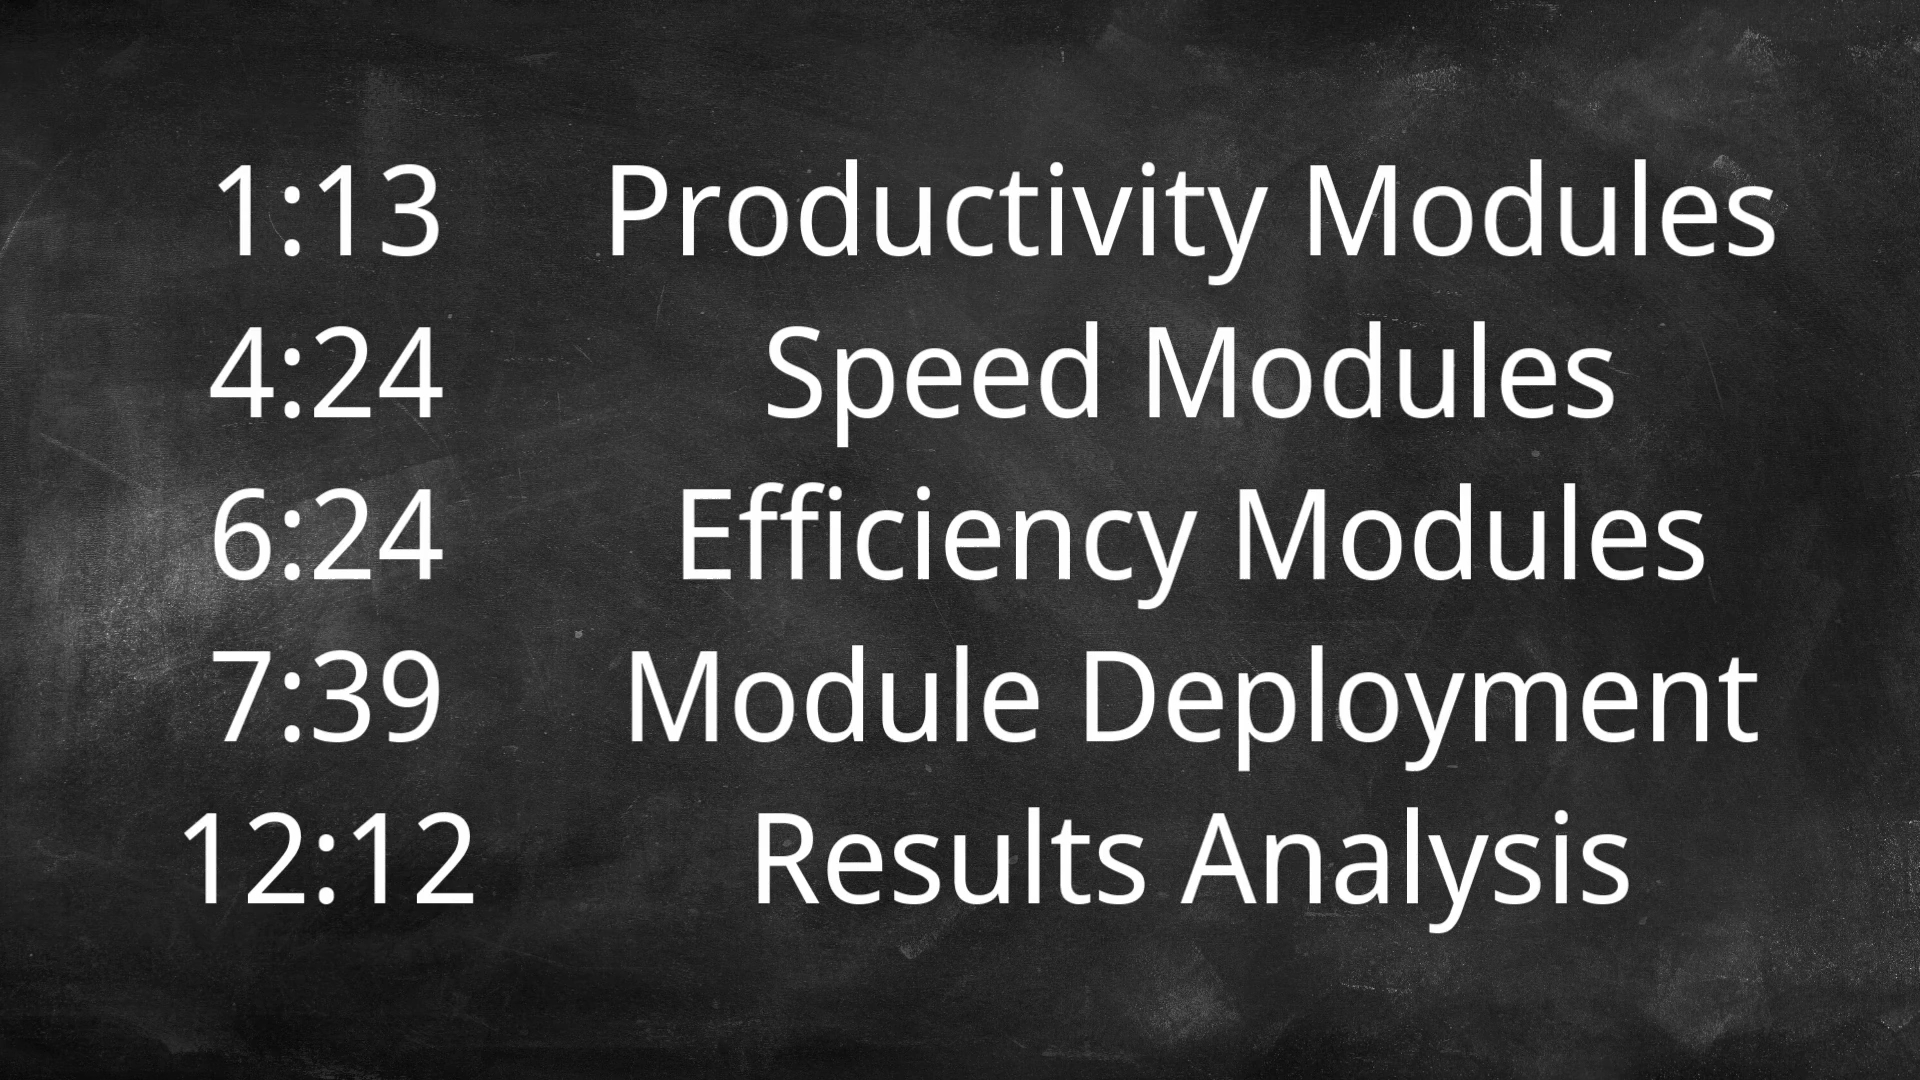 1:13 Productivity Modules
4:24 Speed Modules
6:24 Efficiency Modules
7:39 Module Deployment
12:12 Results Analysis